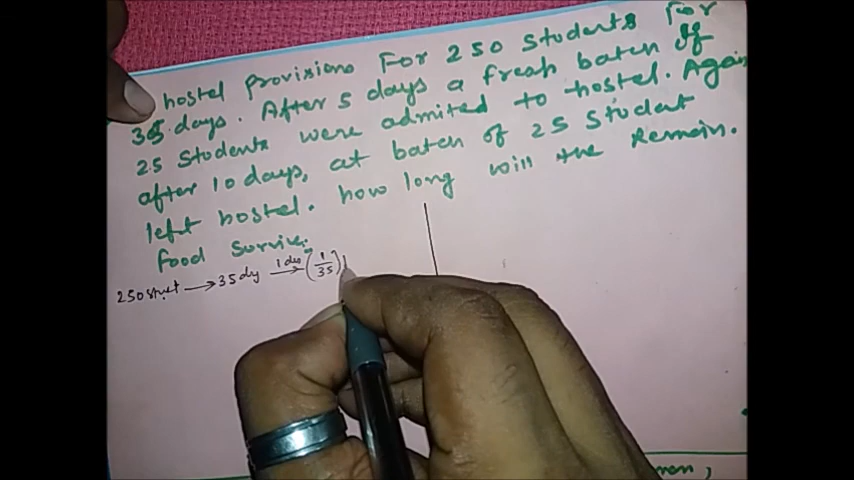 hostel provisions For 250 Students For
35 days. After 5 days a fresh batch of
25 Students were admited to hostel. Again
after 10 days, at batch of 25 Student
left hostel. how long will the Remain.
food Survive.
250 → 35 day 1 day → (1/35)